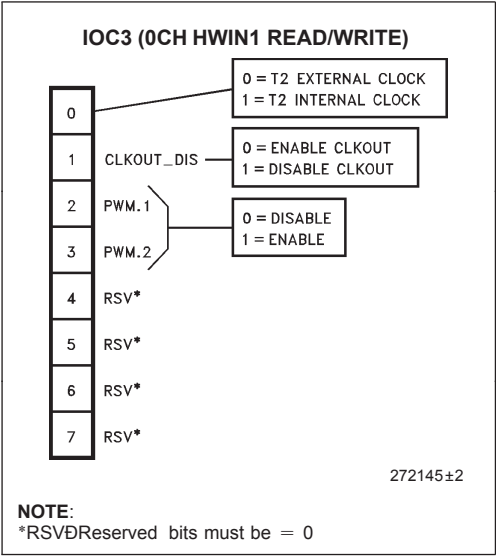 IOC3 (0CH HWIN1 READ/WRITE)
0 = T2 EXTERNAL CLOCK
1 = T2 INTERNAL CLOCK
0
1 CLKOUT_DIS
0 = ENABLE CLKOUT
1 = DISABLE CLKOUT
2 PWM.1
0 = DISABLE
1 = ENABLE
3 PWM.2
4 RSV*
5 RSV*
6 RSV*
7 RSV*
272145±2
NOTE:
*RSVÐReserved bits must be = 0